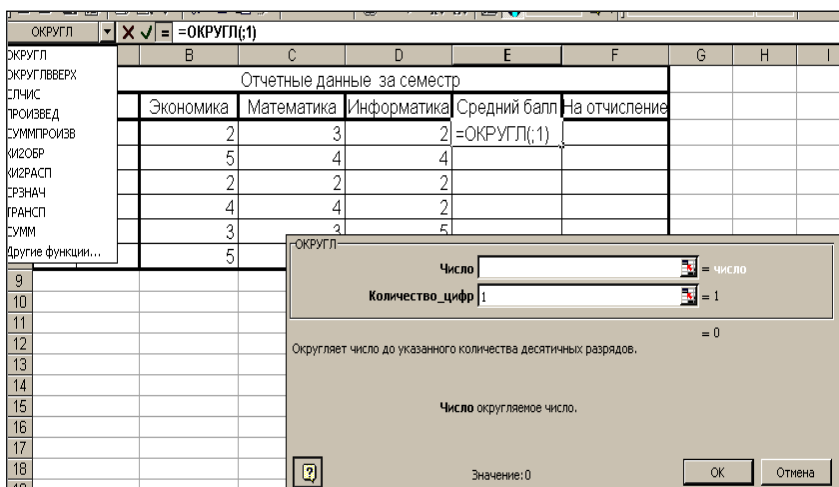 ОКРУГЛ =ОКРУГЛ(;1)
ОКРУГЛ B C D E F G H I
ОКРУГЛВВЕРХ Отчетные данные за семестр
СЛЧИС
ПРОИЗВЕД Экономика Математика Информатика Средний балл На отчисление
СУММПРОИЗВ 2 3 2 =ОКРУГЛ(;1)
ХИ2ОБР 5 4 4
ХИ2РАСП 2 2 2
СРЗНАЧ
ТРАНСП 4 4 2
СУММ 3 3 5
Другие функции... 5
ОКРУГЛ
Число = число
Количество_цифр 1 = 1
= 0
Округляет число до указанного количества десятичных разрядов.
Число округляемое число.
Значение:0 ОК Отмена
9
10
11
12
13
14
15
16
17
18